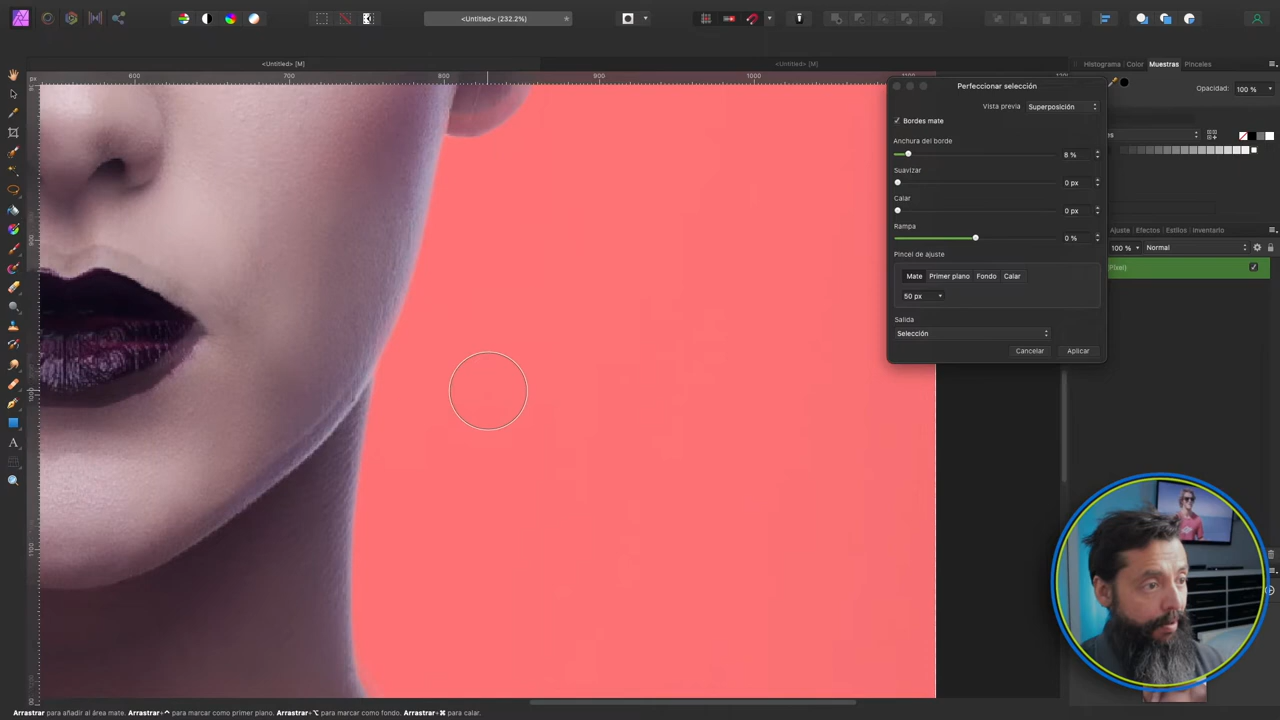 <Untitled> (232.2%)
<Untitled> [M]
<Untitled> [M]
Histograma Color Muestras Pinceles
px
600 700 800 900 1000 1100
Opacidad: 100 %
Perfeccionar selección
Vista previa Superposición
Bordes mate
Anchura del borde
8 %
Suavizar
0 px
Calar
0 px
Rampa
0 %
Pincel de ajuste
Mate Primer plano Fondo Calar
50 px
Salida
Selección
Cancelar Aplicar
Ajuste Efectos Estilos Inventario
100 % Normal
Arrastrar para añadir al área mate. Arrastrar+⌃ para marcar como primer plano. Arrastrar+⌥ para marcar como fondo. Arrastrar+⌘ para calar.